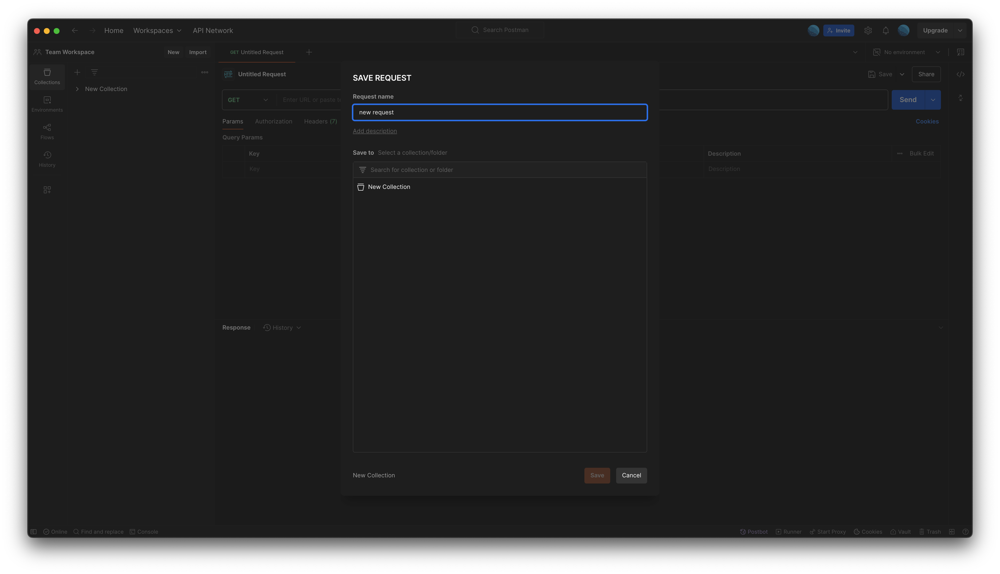 Home Workspaces API Network Search Postman Invite Upgrade
Team Workspace New Import GET Untitled Request No environment
Collections
Environments
Flows
History
New Collection
HTTP Untitled Request Save Share
GET Enter URL or paste te Send
Params Authorization Headers (7) Cookies
Query Params
Key Description Bulk Edit
Key Description
Response History
SAVE REQUEST
Request name
new request
Add description
Save to Select a collection/folder
Search for collection or folder
New Collection
New Collection Save Cancel
Online Find and replace Console Postbot Runner Start Proxy Cookies Vault Trash